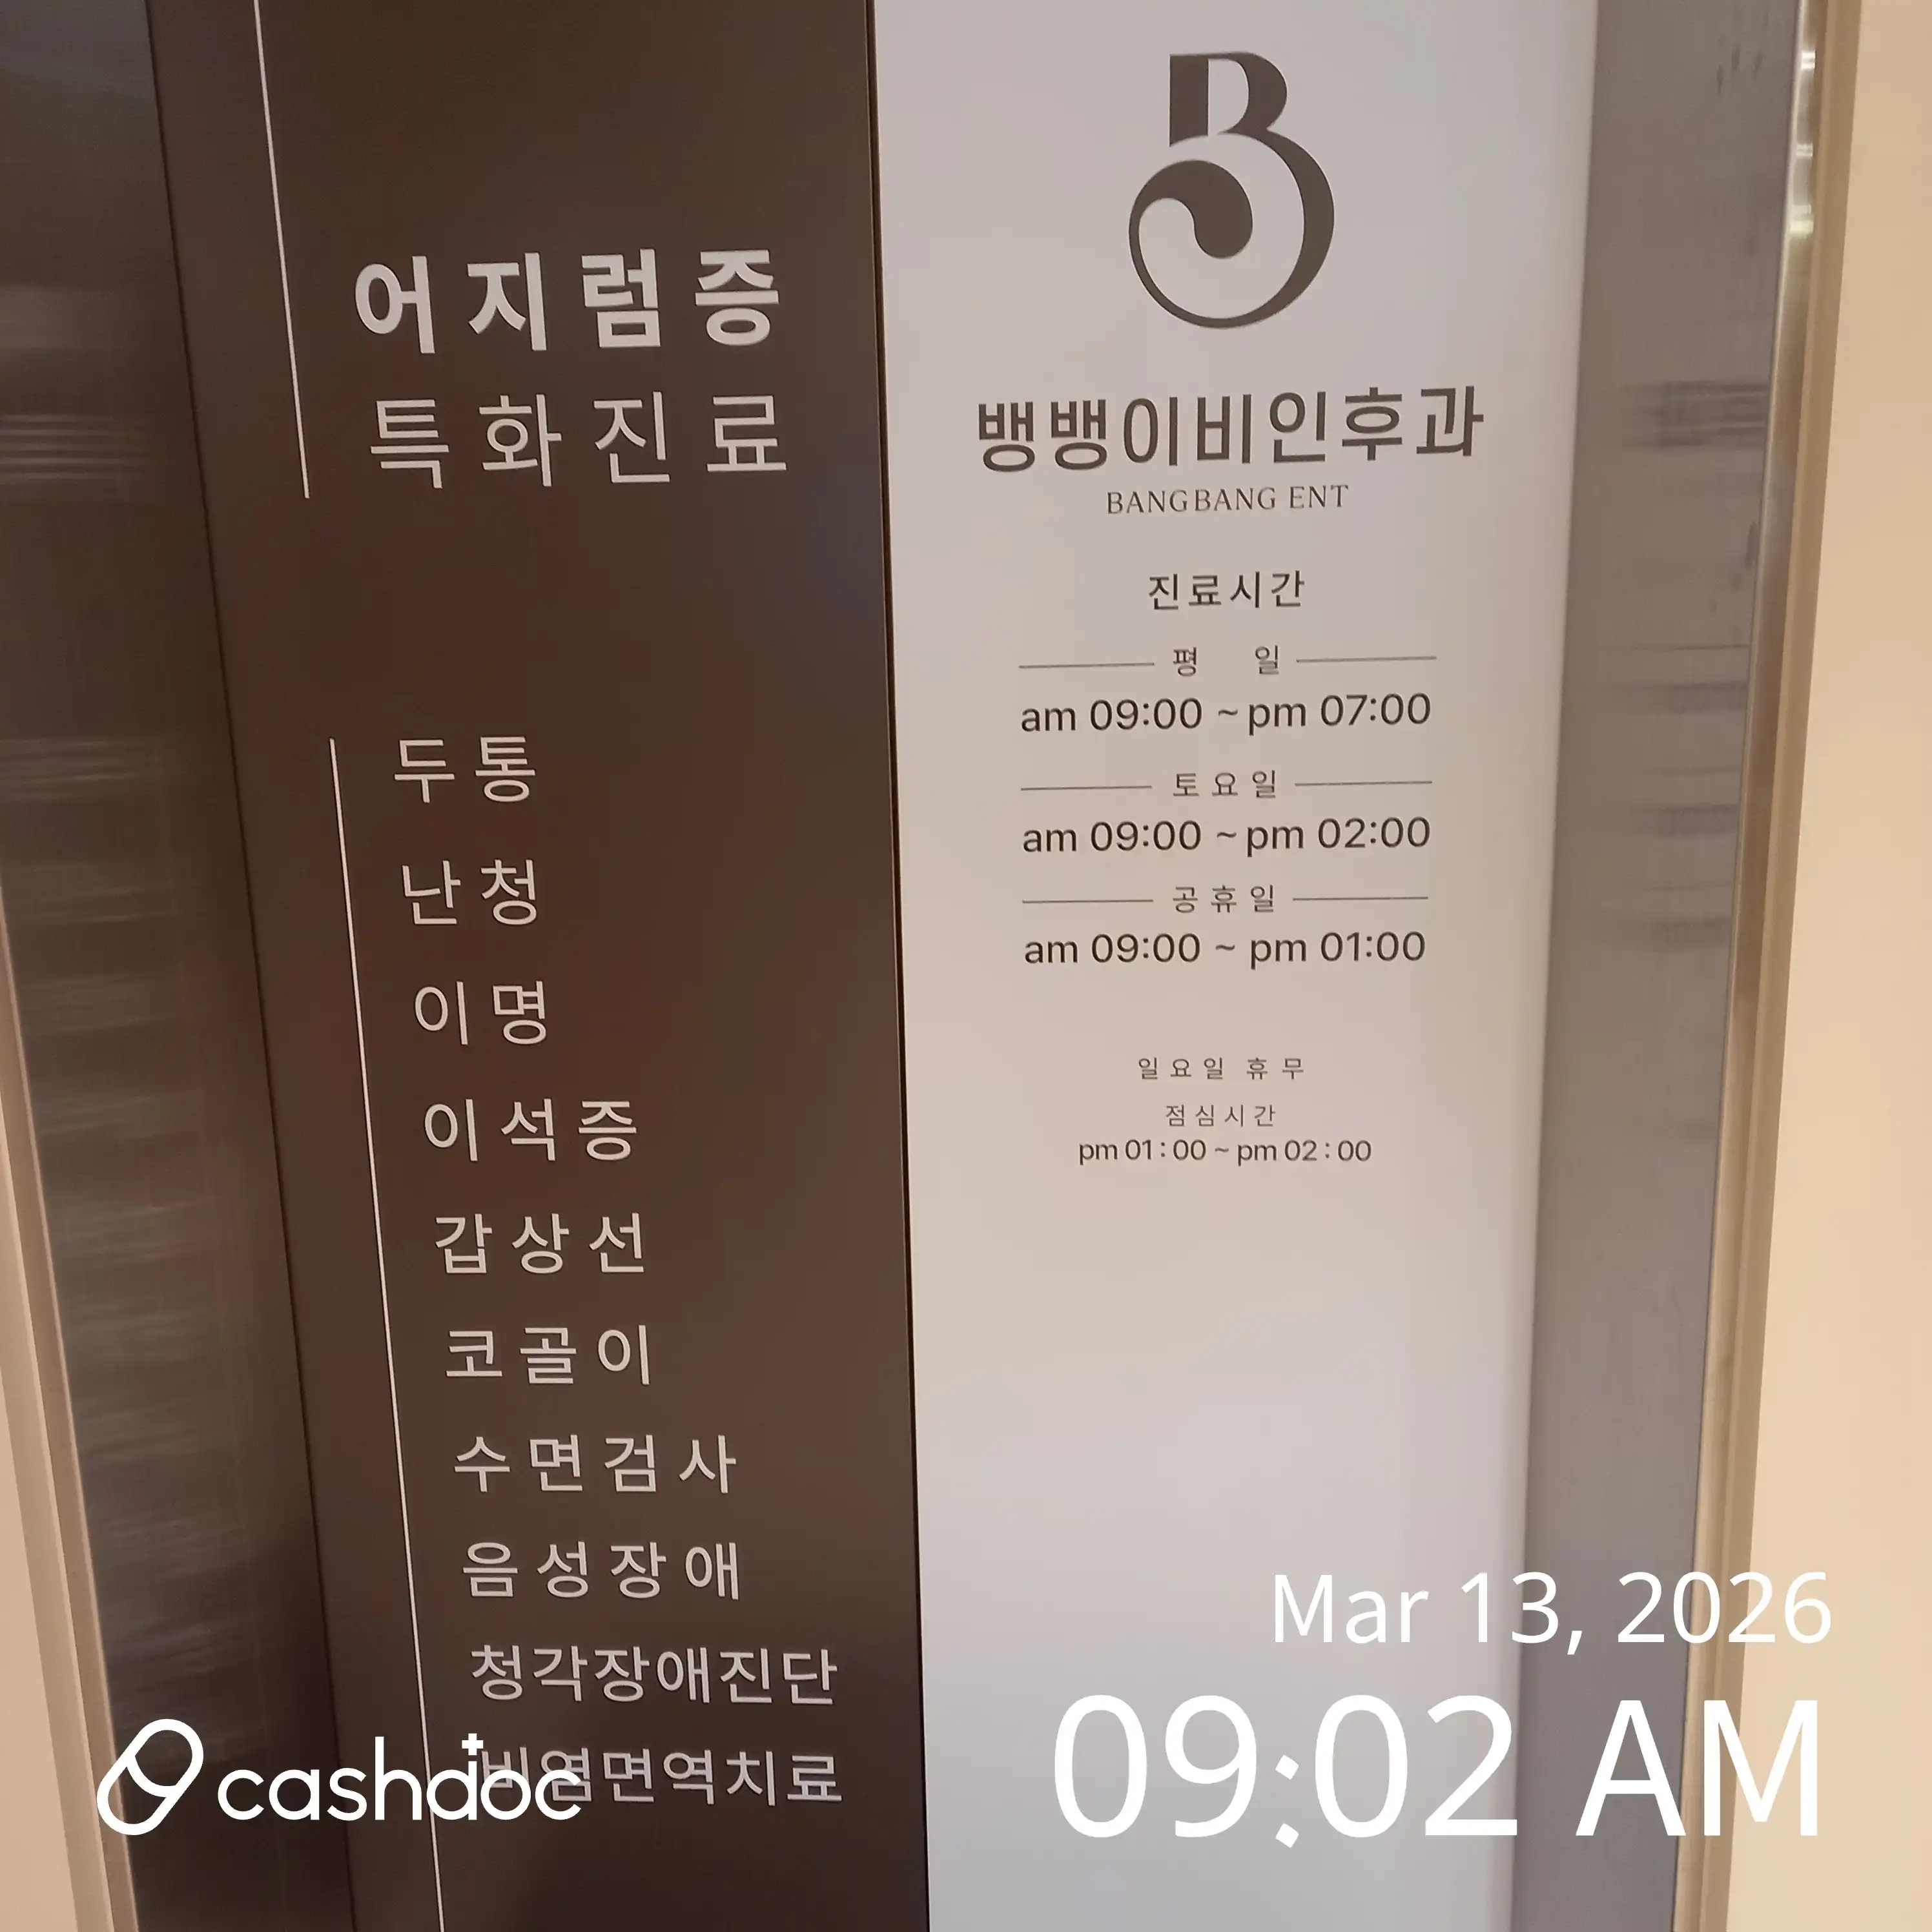 어지럼증
특화진료
두통
난청
이명
이석증
갑상선
코골이
수면검사
음성장애
청각장애진단
비염면역치료
B
뱅뱅이비인후과
BANGBANG ENT
진료시간
평 일
am 09:00 ~ pm 07:00
토요일
am 09:00 ~ pm 02:00
공휴일
am 09:00 ~ pm 01:00
일요일 휴무
점심시간
pm 01:00 ~ pm 02:00
Mar 13, 2026
09:02 AM
cashdoc